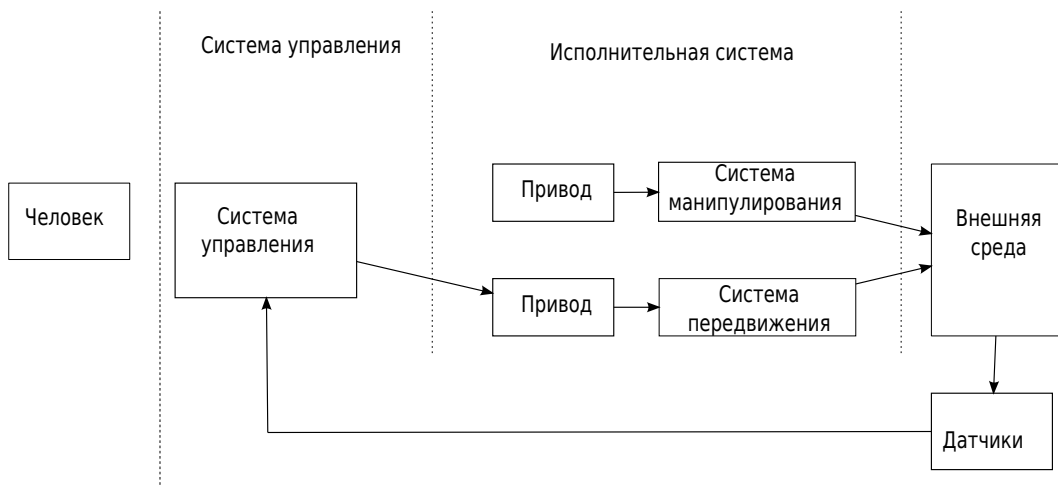 Система управления
Исполнительная система
Человек
Система
управления
Привод
Система
манипулирования
Привод
Система
передвижения
Внешняя
среда
Датчики